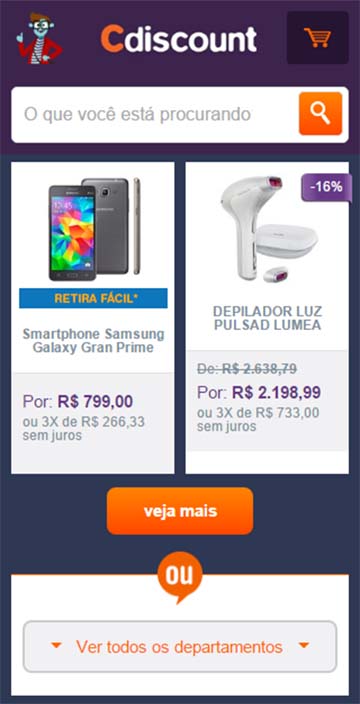 Cdiscount
O que você está procurando
RETIRA FÁCIL*
Smartphone Samsung
Galaxy Gran Prime
Por: R$ 799,00
ou 3X de R$ 266,33
sem juros
-16%
DEPILADOR LUZ
PULSAD LUMEA
De: R$ 2.638,79
Por: R$ 2.198,99
ou 3X de R$ 733,00
sem juros
veja mais
ou
Ver todos os departamentos